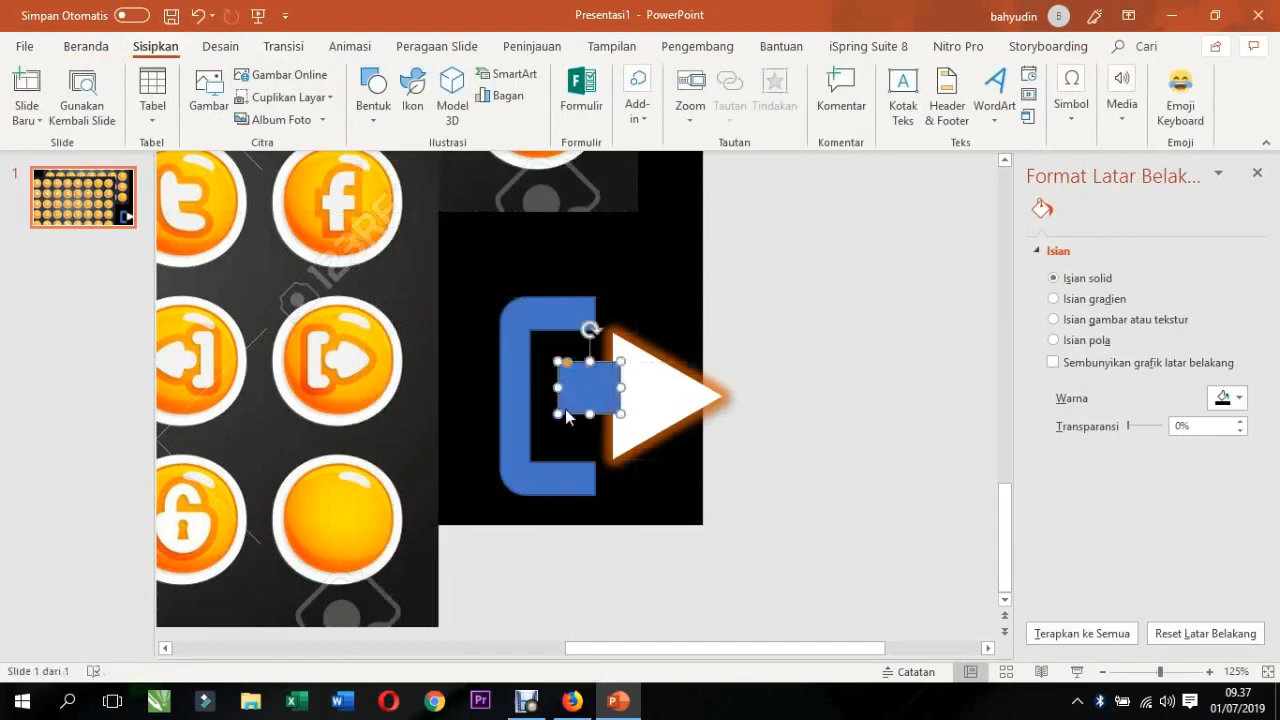 Simpan Otomatis
Presentasi1 - PowerPoint
bahyudin B
File Beranda Sisipkan Desain Transisi Animasi Peragaan Slide Peninjauan Tampilan Pengembang Bantuan iSpring Suite 8 Nitro Pro Storyboarding Cari
Slide Baru
Gunakan Kembali Slide
Slide
Tabel
Tabel
Gambar
Gambar Online
Cuplikan Layar
Album Foto
Citra
Bentuk
Ikon
Model 3D
SmartArt
Bagan
Ilustrasi
Formulir
Formulir
Add-in
Zoom
Tautan
Tindakan
Tautan
Komentar
Komentar
Kotak Teks
Header & Footer
WordArt
Teks
Simbol
Media
Emoji Keyboard
Emoji
1
123RF
Format Latar Belak...
Isian
Isian solid
Isian gradien
Isian gambar atau tekstur
Isian pola
Sembunyikan grafik latar belakang
Warna
Transparansi 0%
Terapkan ke Semua Reset Latar Belakang
Slide 1 dari 1
Catatan
125%
09.37
01/07/2019